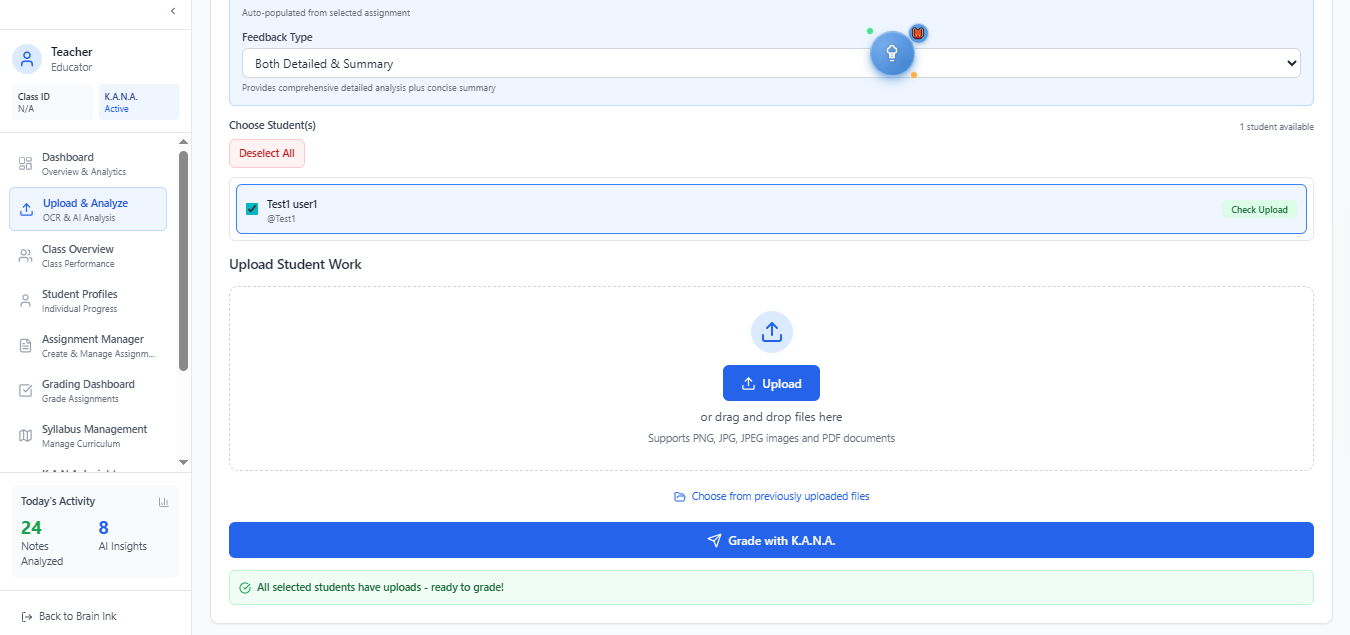 Teacher
Educator
Class ID
N/A
K.A.N.A.
Active
Dashboard
Overview & Analytics
Upload & Analyze
OCR & AI Analysis
Class Overview
Class Performance
Student Profiles
Individual Progress
Assignment Manager
Create & Manage Assignm...
Grading Dashboard
Grade Assignments
Syllabus Management
Manage Curriculum
Today's Activity
24
Notes
Analyzed
8
AI Insights
Back to Brain Ink
Auto-populated from selected assignment
Feedback Type
Both Detailed & Summary
Provides comprehensive detailed analysis plus concise summary
Choose Student(s)
1 student available
Deselect All
Test1 user1
@Test1
Check Upload
Upload Student Work
Upload
or drag and drop files here
Supports PNG, JPG, JPEG images and PDF documents
Choose from previously uploaded files
Grade with K.A.N.A.
All selected students have uploads - ready to grade!